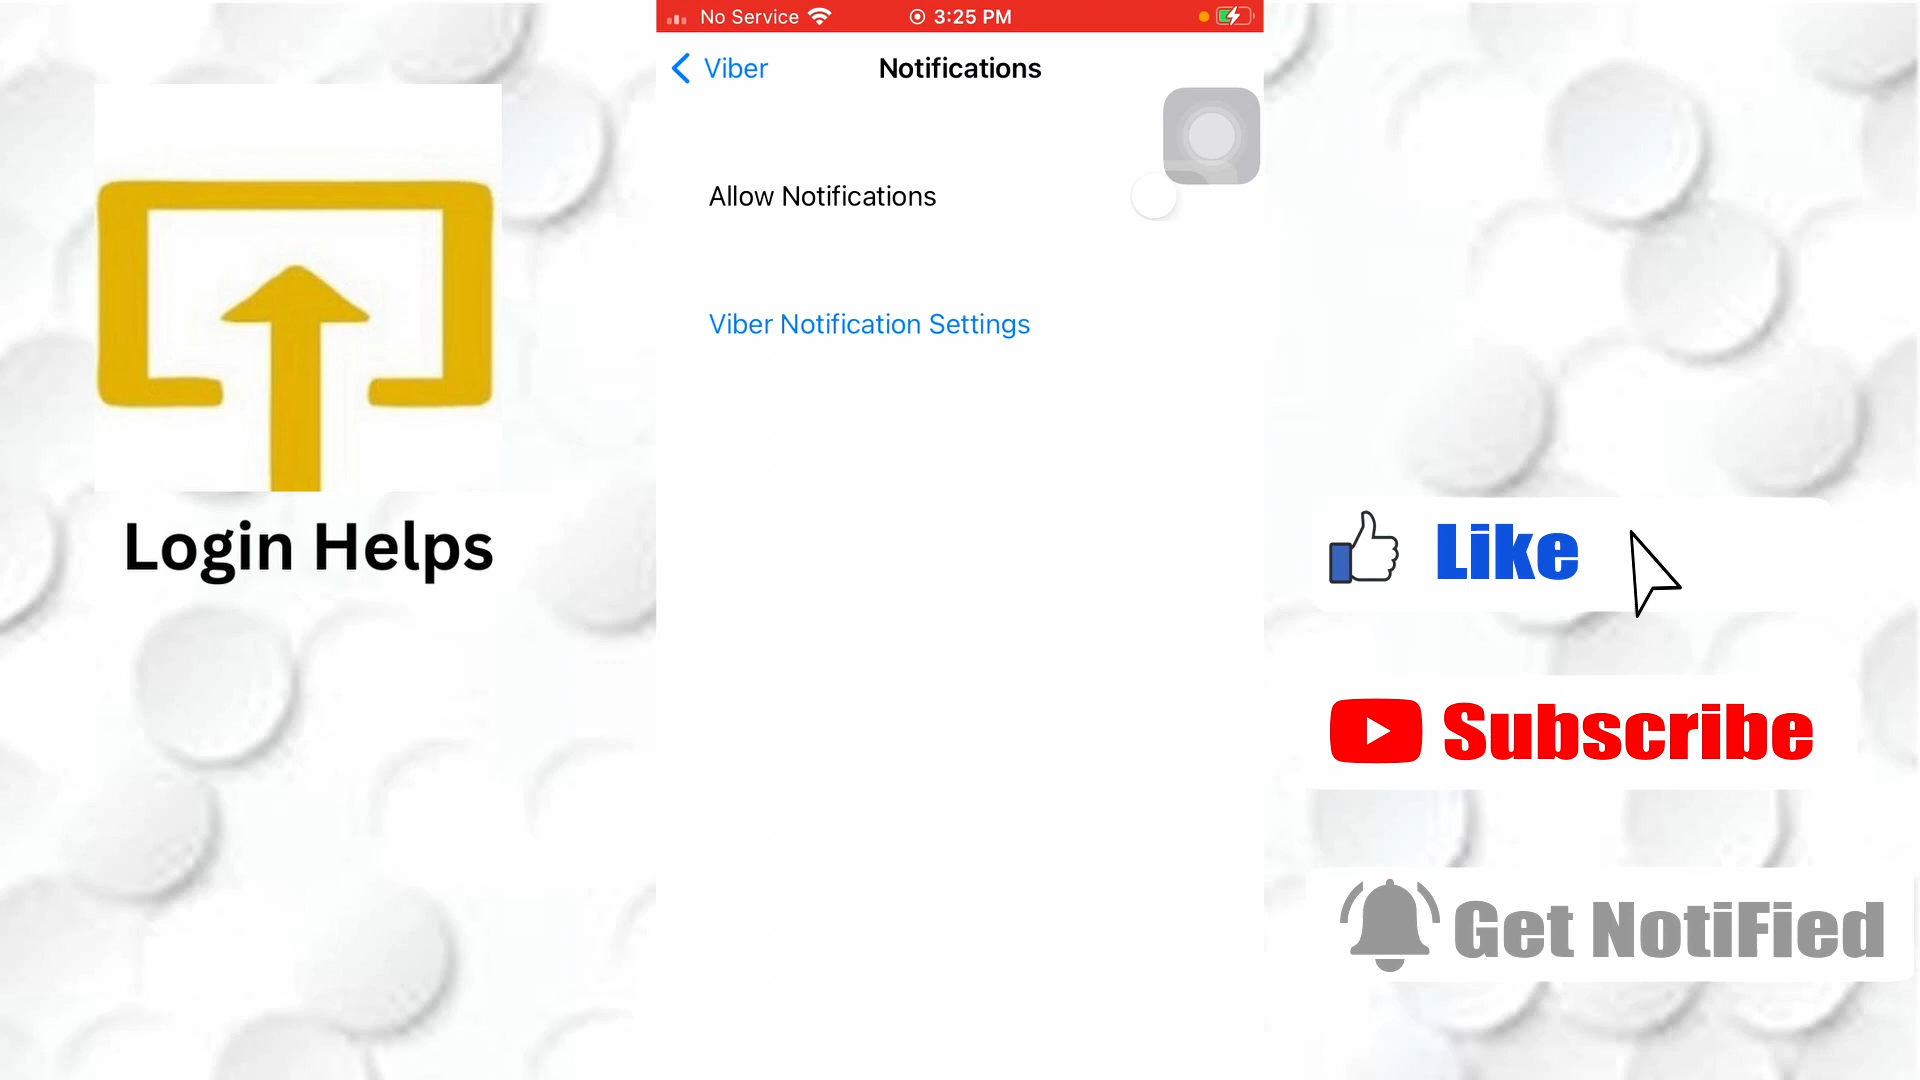 No Service
3:25 PM
Viber
Notifications
Allow Notifications
Viber Notification Settings
Login Helps
Like
Subscribe
Get NotiFied